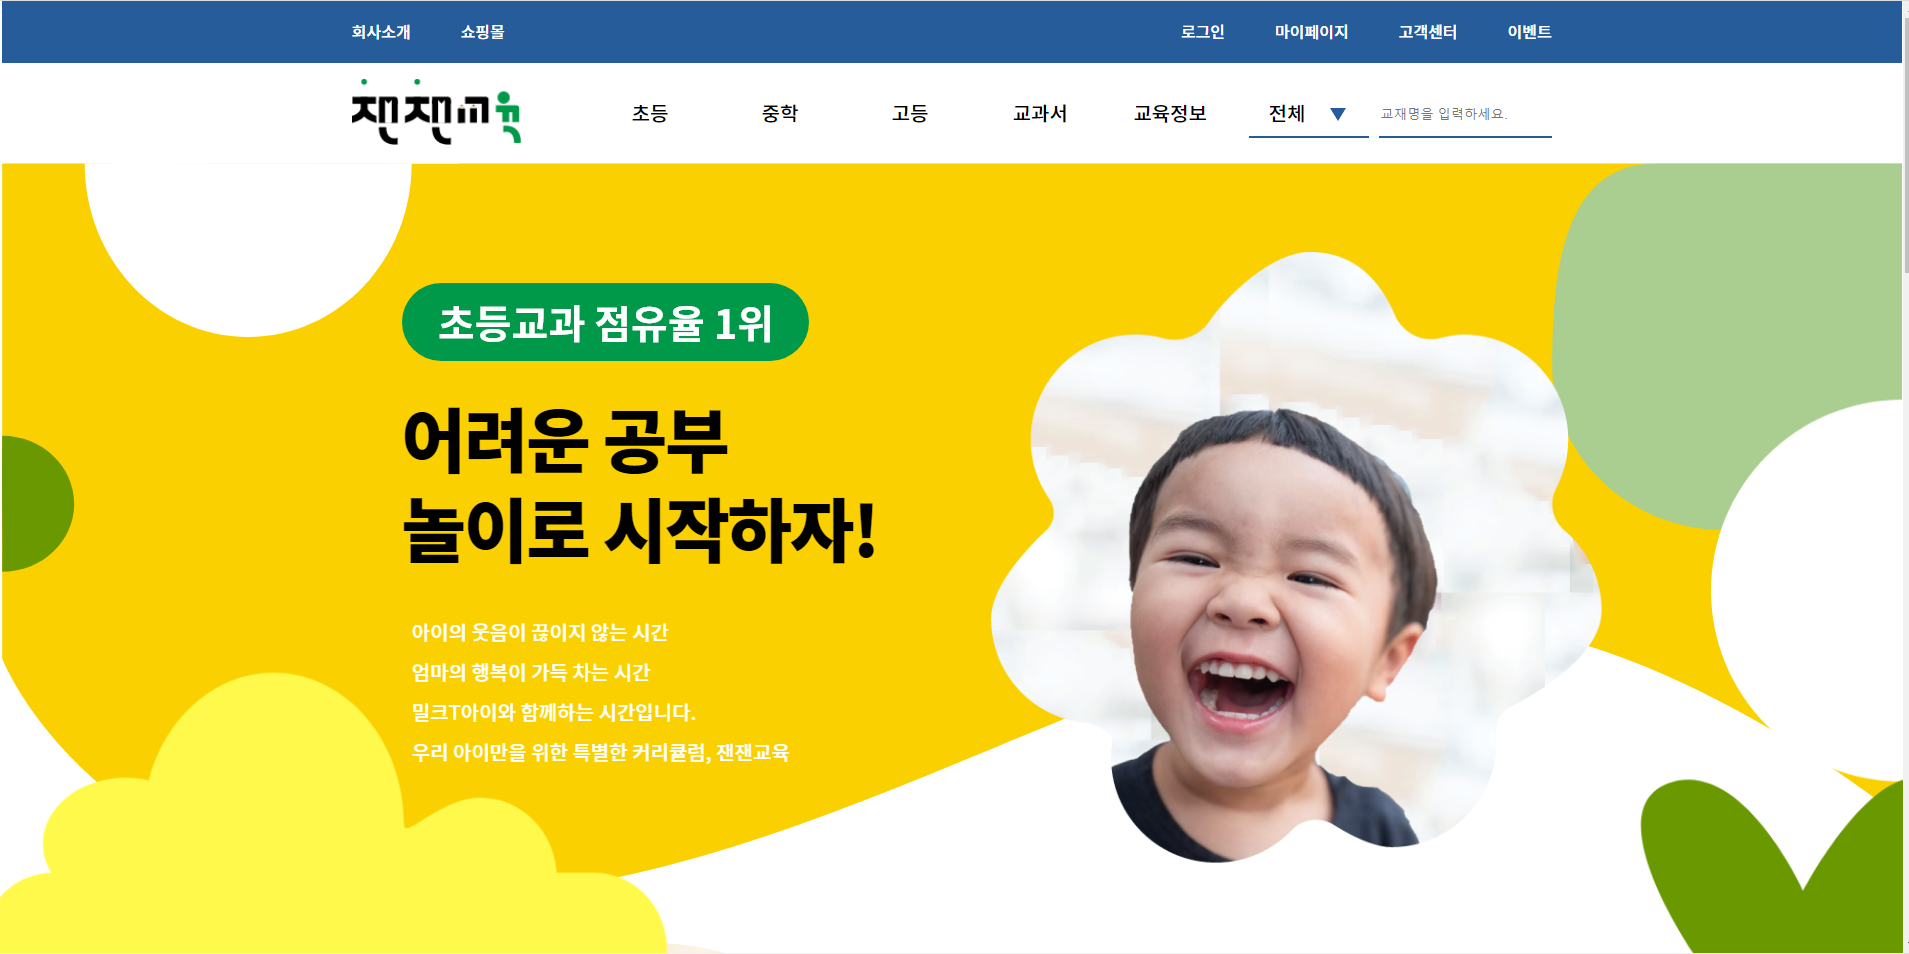 회사소개 쇼핑몰 로그인 마이페이지 고객센터 이벤트
잰잰교육 초등 중학 고등 교과서 교육정보 전체 ▼ 교재명을 입력하세요.
초등교과 점유율 1위
어려운 공부
놀이로 시작하자!
아이의 웃음이 끊이지 않는 시간
엄마의 행복이 가득 차는 시간
밀크T아이와 함께하는 시간입니다.
우리 아이만을 위한 특별한 커리큘럼, 잰잰교육